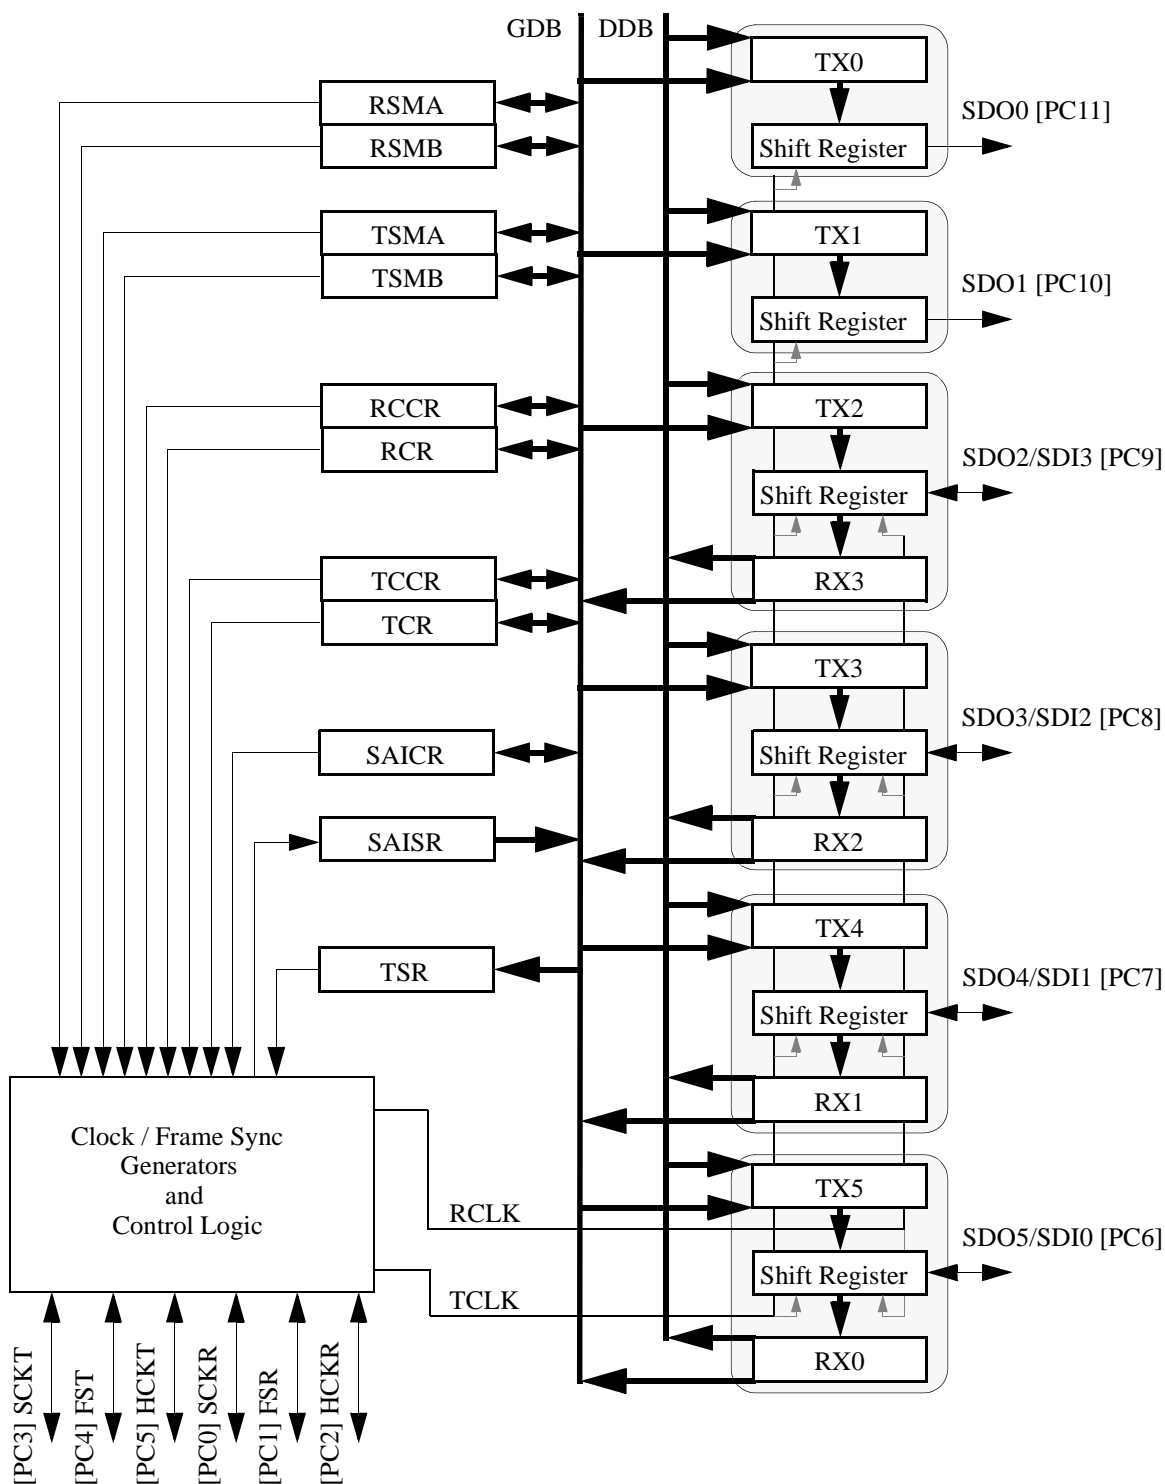 GDB
DDB
TX0
RSMA
SDO0 [PC11]
RSMB
Shift Register
TSMA
TX1
TSMB
SDO1 [PC10]
Shift Register
RCCR
TX2
RCR
SDO2/SDI3 [PC9]
Shift Register
TCCR
RX3
TCR
TX3
SDO3/SDI2 [PC8]
SAICR
Shift Register
SAISR
RX2
TX4
TSR
SDO4/SDI1 [PC7]
Shift Register
RX1
Clock / Frame Sync
Generators
and
Control Logic
TX5
RCLK
SDO5/SDI0 [PC6]
Shift Register
TCLK
RX0
[PC3] SCKT
[PC4] FST
[PC5] HCKT
[PC0] SCKR
[PC1] FSR
[PC2] HCKR